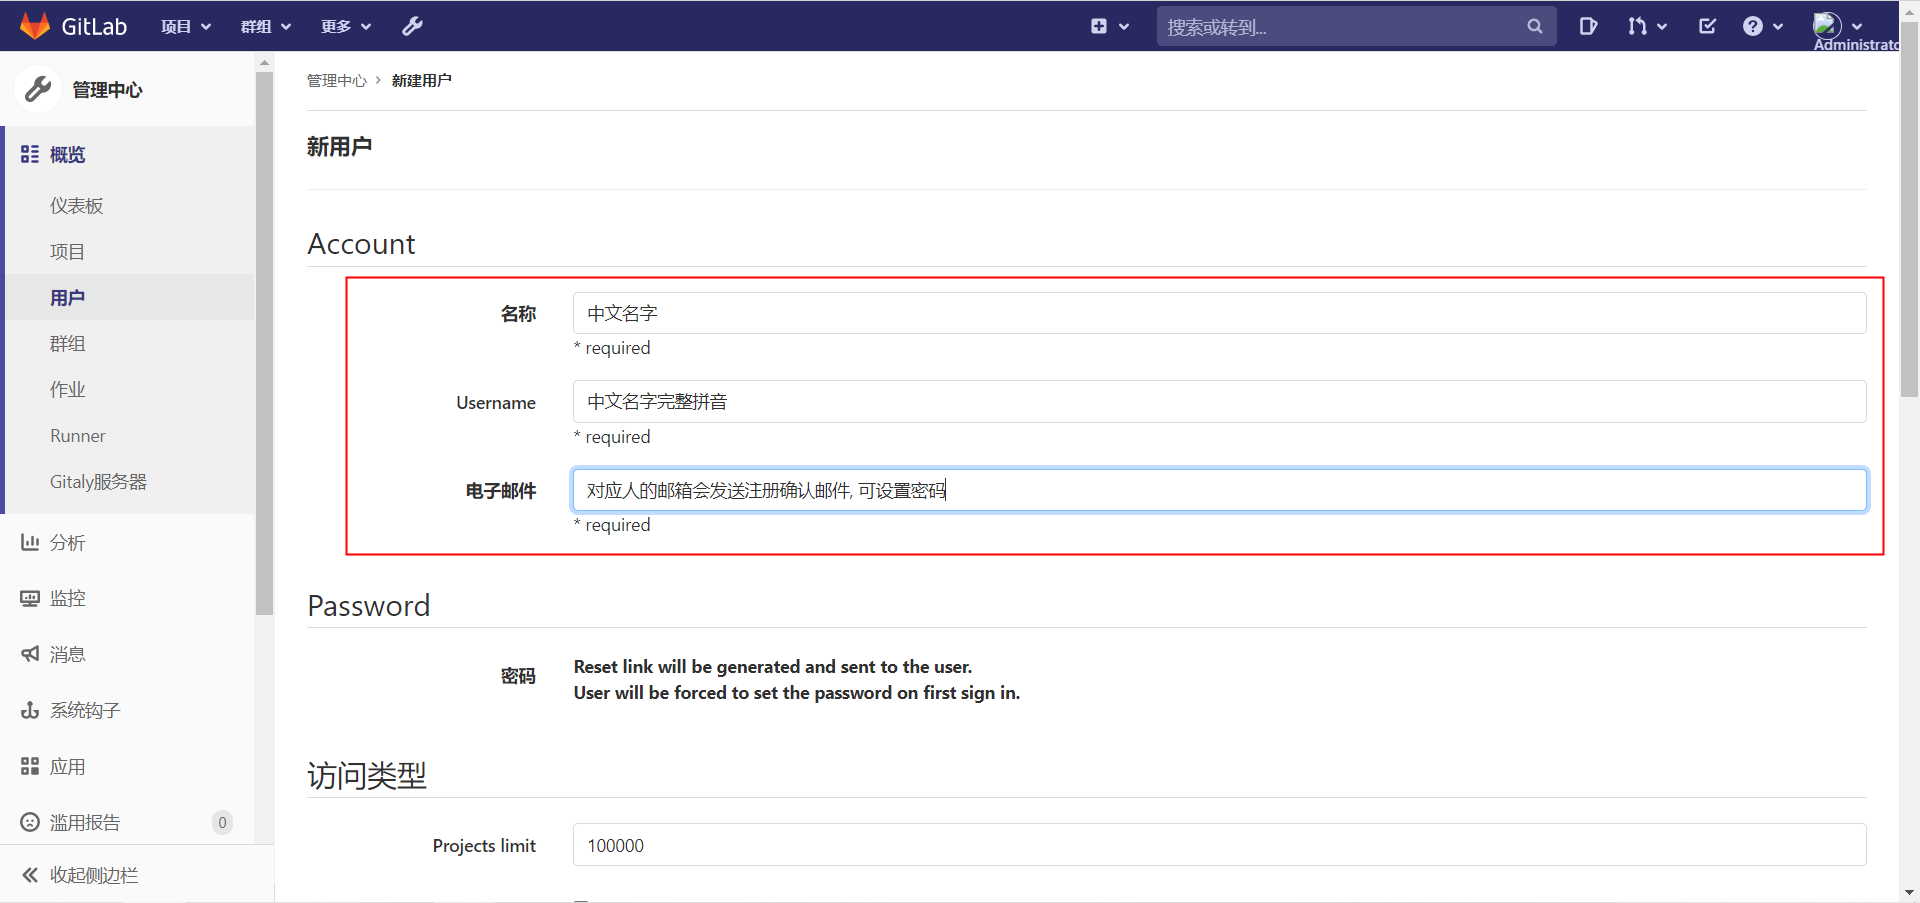 GitLab 项目 群组 更多 搜索或转到... Administrato
管理中心
概览
仪表板
项目
用户
群组
作业
Runner
Gitaly服务器
分析
监控
消息
系统钩子
应用
滥用报告 0
收起侧边栏
管理中心 › 新建用户
新用户
Account
名称 中文名字
* required
Username 中文名字完整拼音
* required
电子邮件 对应人的邮箱会发送注册确认邮件, 可设置密码
* required
Password
密码 Reset link will be generated and sent to the user.
User will be forced to set the password on first sign in.
访问类型
Projects limit 100000